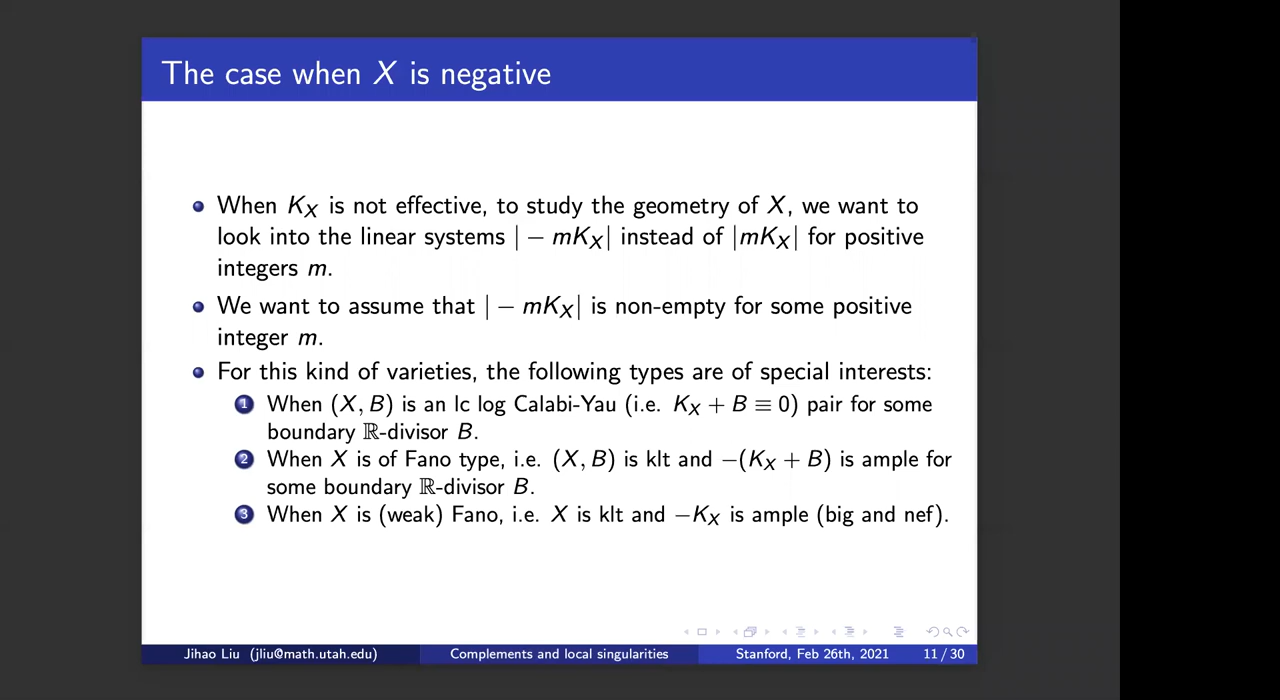 The case when X is negative
When K_X is not effective, to study the geometry of X, we want to
look into the linear systems | − mK_X| instead of |mK_X| for positive
integers m.
We want to assume that | − mK_X| is non-empty for some positive
integer m.
For this kind of varieties, the following types are of special interests:
1 When (X, B) is an lc log Calabi-Yau (i.e. K_X + B ≡ 0) pair for some
boundary ℝ-divisor B.
2 When X is of Fano type, i.e. (X, B) is klt and −(K_X + B) is ample for
some boundary ℝ-divisor B.
3 When X is (weak) Fano, i.e. X is klt and −K_X is ample (big and nef).
Jihao Liu (jliu@math.utah.edu) Complements and local singularities Stanford, Feb 26th, 2021 11 / 30